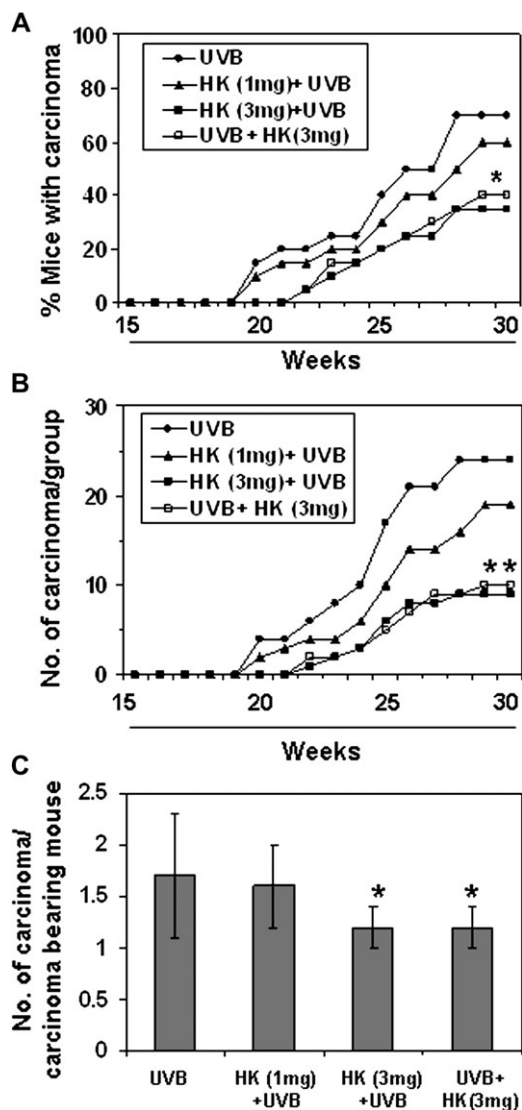 A
% Mice with carcinoma
100
80
60
40
20
0
UVB
HK (1mg)+ UVB
HK (3mg)+UVB
UVB+HK(3mg)
*
15 20 25 30
Weeks
B
No. of carcinoma/group
30
20
10
0
UVB
HK (1mg)+ UVB
HK (3mg)+ UVB
UVB+ HK (3mg)
**
15 20 25 30
Weeks
C
No. of carcinoma/
carcinoma bearing mouse
2.5
2
1.5
1
0.5
0
* *
UVB
HK (1mg)
+UVB
HK (3mg)
+UVB
UVB+
HK(3mg)